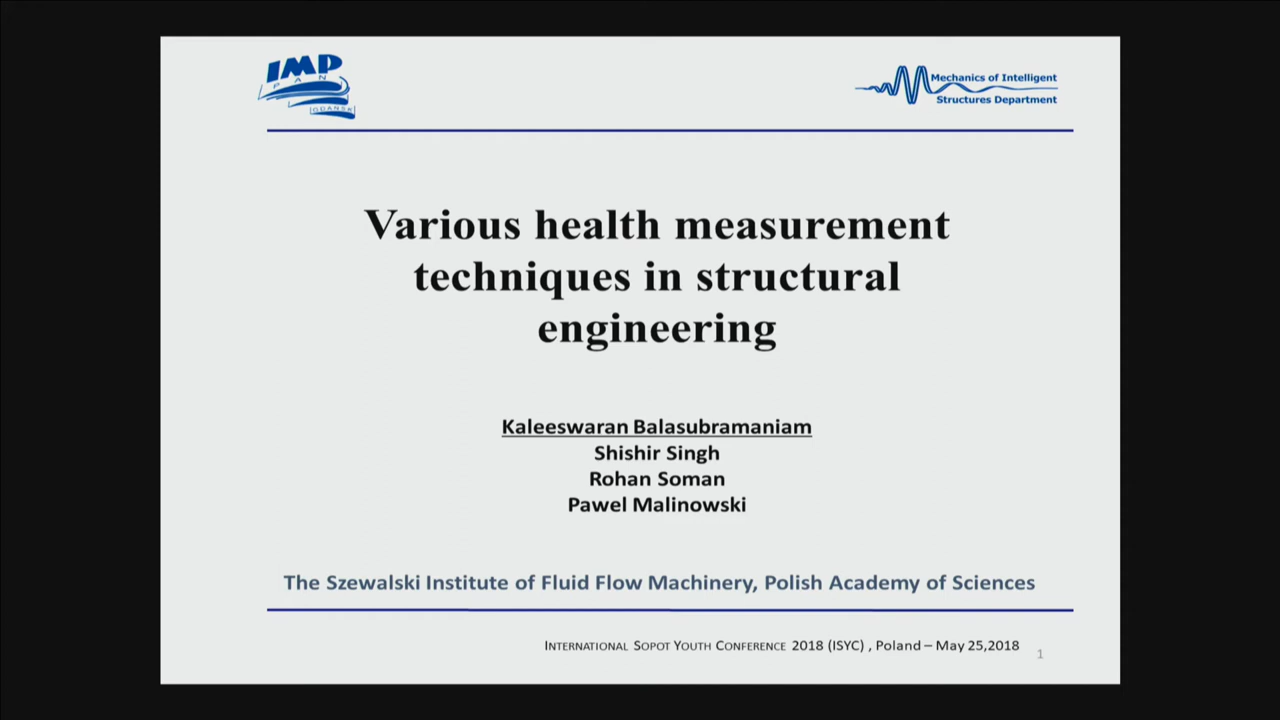 IMP
PAN
GDAŃSK
Mechanics of Intelligent
Structures Department
Various health measurement
techniques in structural
engineering
Kaleeswaran Balasubramaniam
Shishir Singh
Rohan Soman
Pawel Malinowski
The Szewalski Institute of Fluid Flow Machinery, Polish Academy of Sciences
INTERNATIONAL SOPOT YOUTH CONFERENCE 2018 (ISYC) , Poland – May 25,2018
1